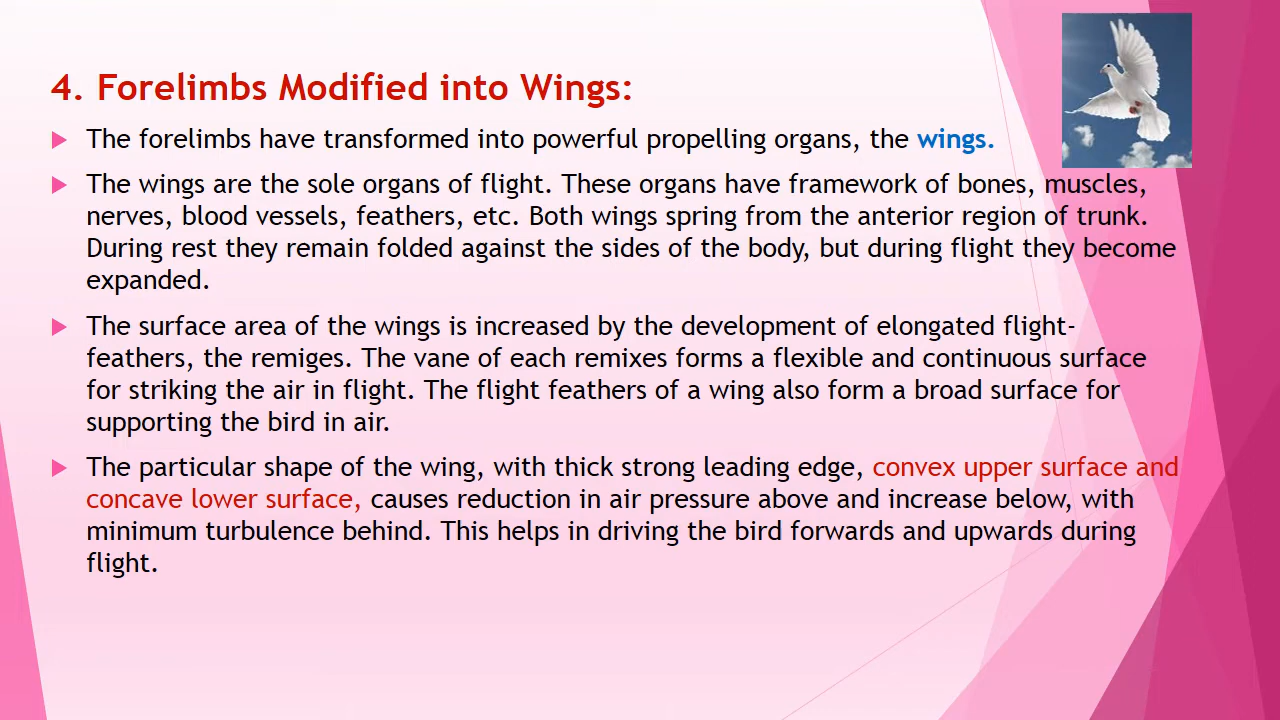 4. Forelimbs Modified into Wings:
The forelimbs have transformed into powerful propelling organs, the wings.
The wings are the sole organs of flight. These organs have framework of bones, muscles,
nerves, blood vessels, feathers, etc. Both wings spring from the anterior region of trunk.
During rest they remain folded against the sides of the body, but during flight they become
expanded.
The surface area of the wings is increased by the development of elongated flight-
feathers, the remiges. The vane of each remixes forms a flexible and continuous surface
for striking the air in flight. The flight feathers of a wing also form a broad surface for
supporting the bird in air.
The particular shape of the wing, with thick strong leading edge, convex upper surface and
concave lower surface, causes reduction in air pressure above and increase below, with
minimum turbulence behind. This helps in driving the bird forwards and upwards during
flight.